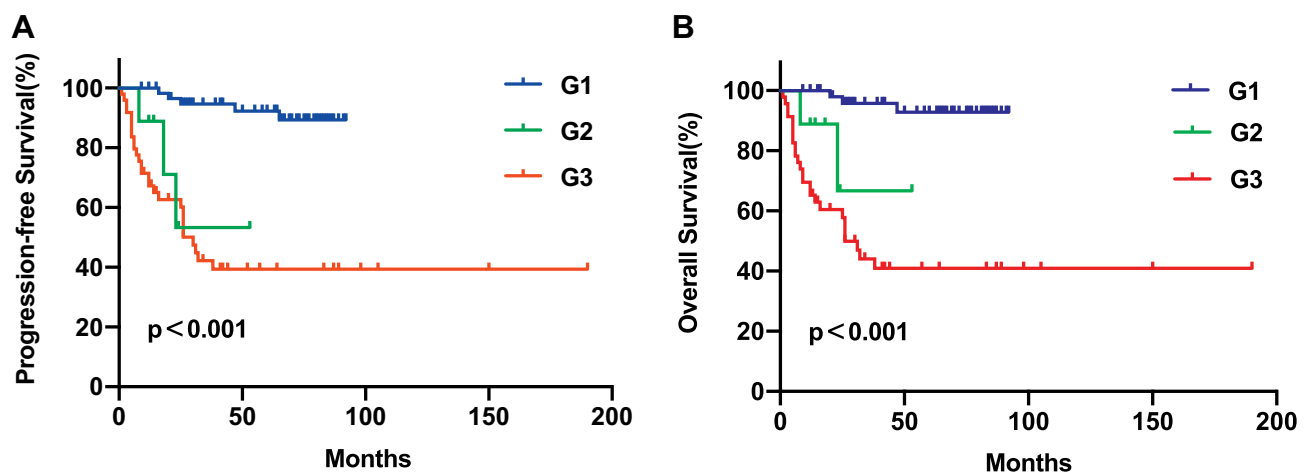 A
Progression-free Survival(%)
100
80
60
40
20
0
0 50 100 150 200
Months
G1
G2
G3
p<0.001
B
Overall Survival(%)
100
80
60
40
20
0
0 50 100 150 200
Months
G1
G2
G3
p<0.001